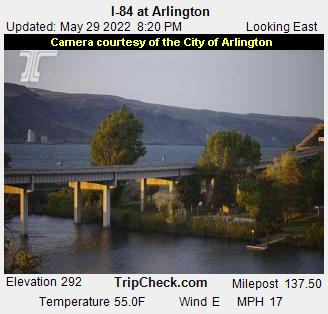 I-84 at Arlington
Updated: May 29 2022 8:20 PM Looking East
Camera courtesy of the City of Arlington
Elevation 292 TripCheck.com Milepost 137.50
Temperature 55.0F Wind E MPH 17